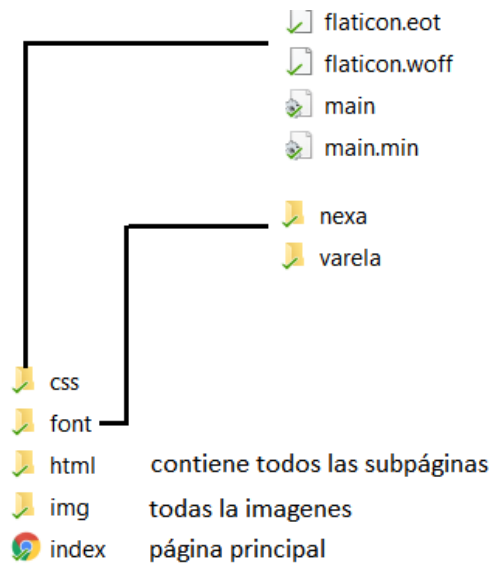 flaticon.eot
flaticon.woff
main
main.min
nexa
varela
css
font
html contiene todos las subpáginas
img todas la imagenes
index página principal